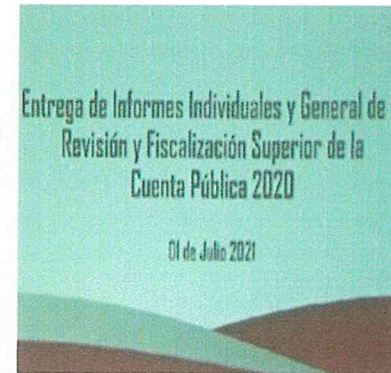 Entrega de Informes Individuales y General de
Revisión y Fiscalización Superior de la
Cuenta Pública 2020
01 de Julio 2021